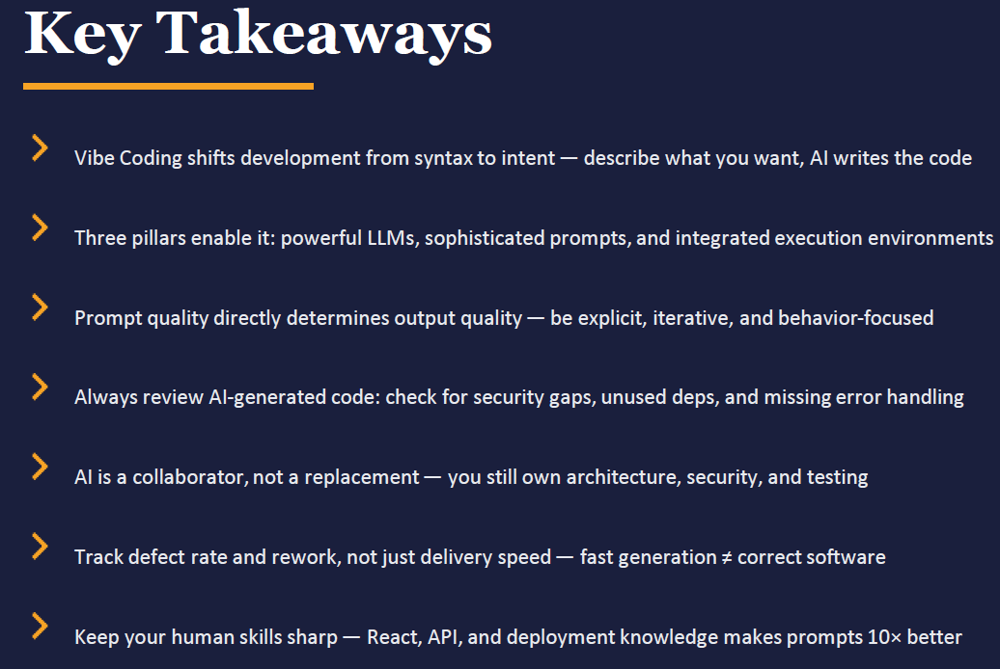 Key Takeaways
Vibe Coding shifts development from syntax to intent — describe what you want, AI writes the code
Three pillars enable it: powerful LLMs, sophisticated prompts, and integrated execution environments
Prompt quality directly determines output quality — be explicit, iterative, and behavior-focused
Always review AI-generated code: check for security gaps, unused deps, and missing error handling
AI is a collaborator, not a replacement — you still own architecture, security, and testing
Track defect rate and rework, not just delivery speed — fast generation ≠ correct software
Keep your human skills sharp — React, API, and deployment knowledge makes prompts 10× better